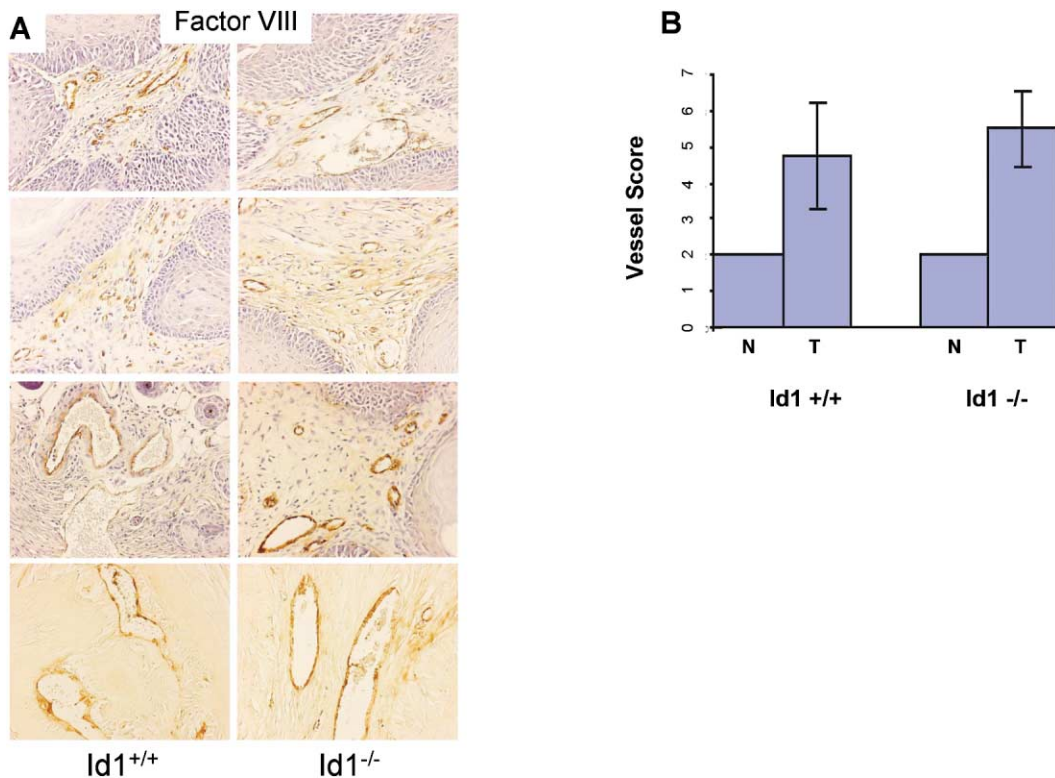 A
Factor VIII
Id1+/+
Id1-/-
B
Vessel Score
7
6
5
4
3
2
1
0
N T N T
Id1 +/+ Id1 -/-